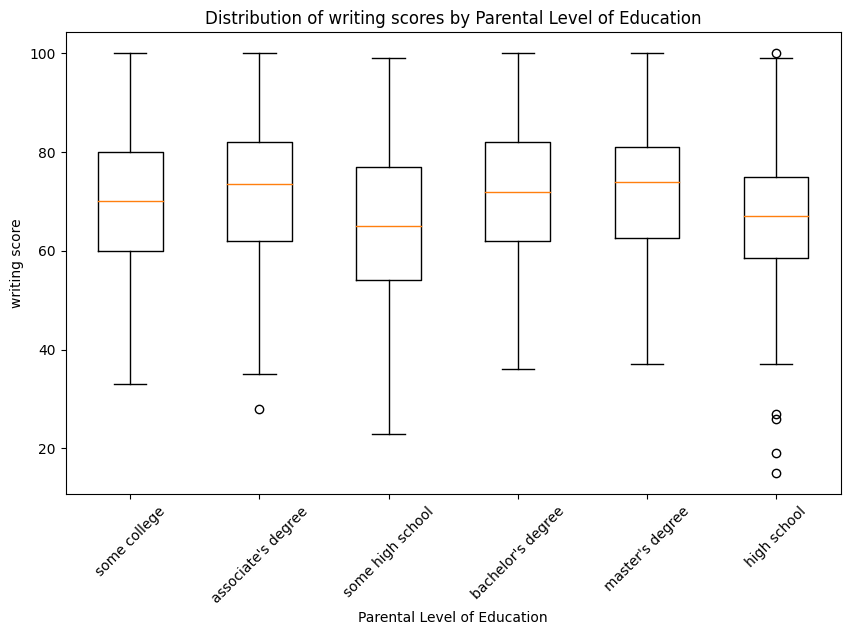 Distribution of writing scores by Parental Level of Education
writing score
100
80
60
40
20
some college
associate's degree
some high school
bachelor's degree
master's degree
high school
Parental Level of Education